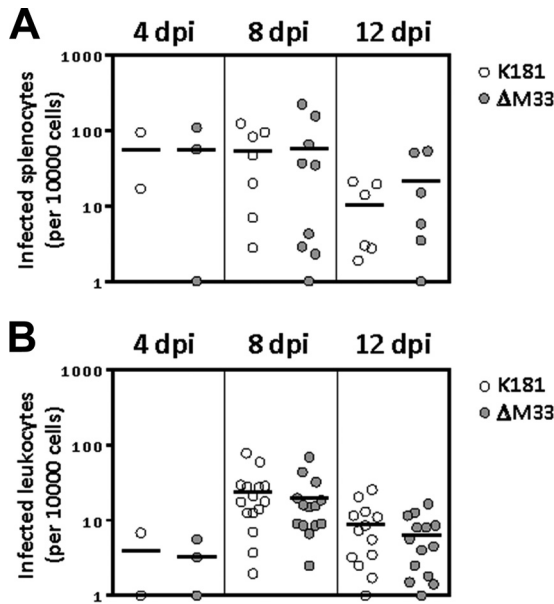 A
4 dpi 8 dpi 12 dpi
1000
100
10
1
Infected splenocytes
(per 10000 cells)
K181
ΔM33
B
4 dpi 8 dpi 12 dpi
1000
100
10
1
Infected leukocytes
(per 10000 cells)
K181
ΔM33